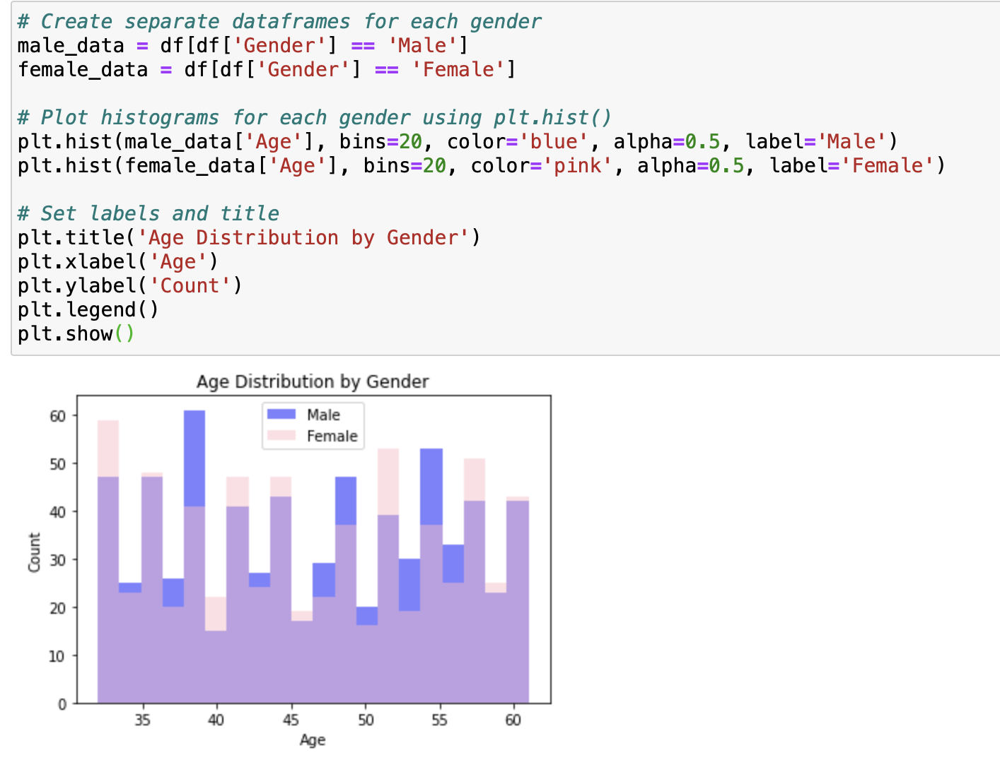 # Create separate dataframes for each gender
male_data = df[df['Gender'] == 'Male']
female_data = df[df['Gender'] == 'Female']
# Plot histograms for each gender using plt.hist()
plt.hist(male_data['Age'], bins=20, color='blue', alpha=0.5, label='Male')
plt.hist(female_data['Age'], bins=20, color='pink', alpha=0.5, label='Female')
# Set labels and title
plt.title('Age Distribution by Gender')
plt.xlabel('Age')
plt.ylabel('Count')
plt.legend()
plt.show()
Age Distribution by Gender
Male
Female
Count
60
50
40
30
20
10
0
35 40 45 50 55 60
Age